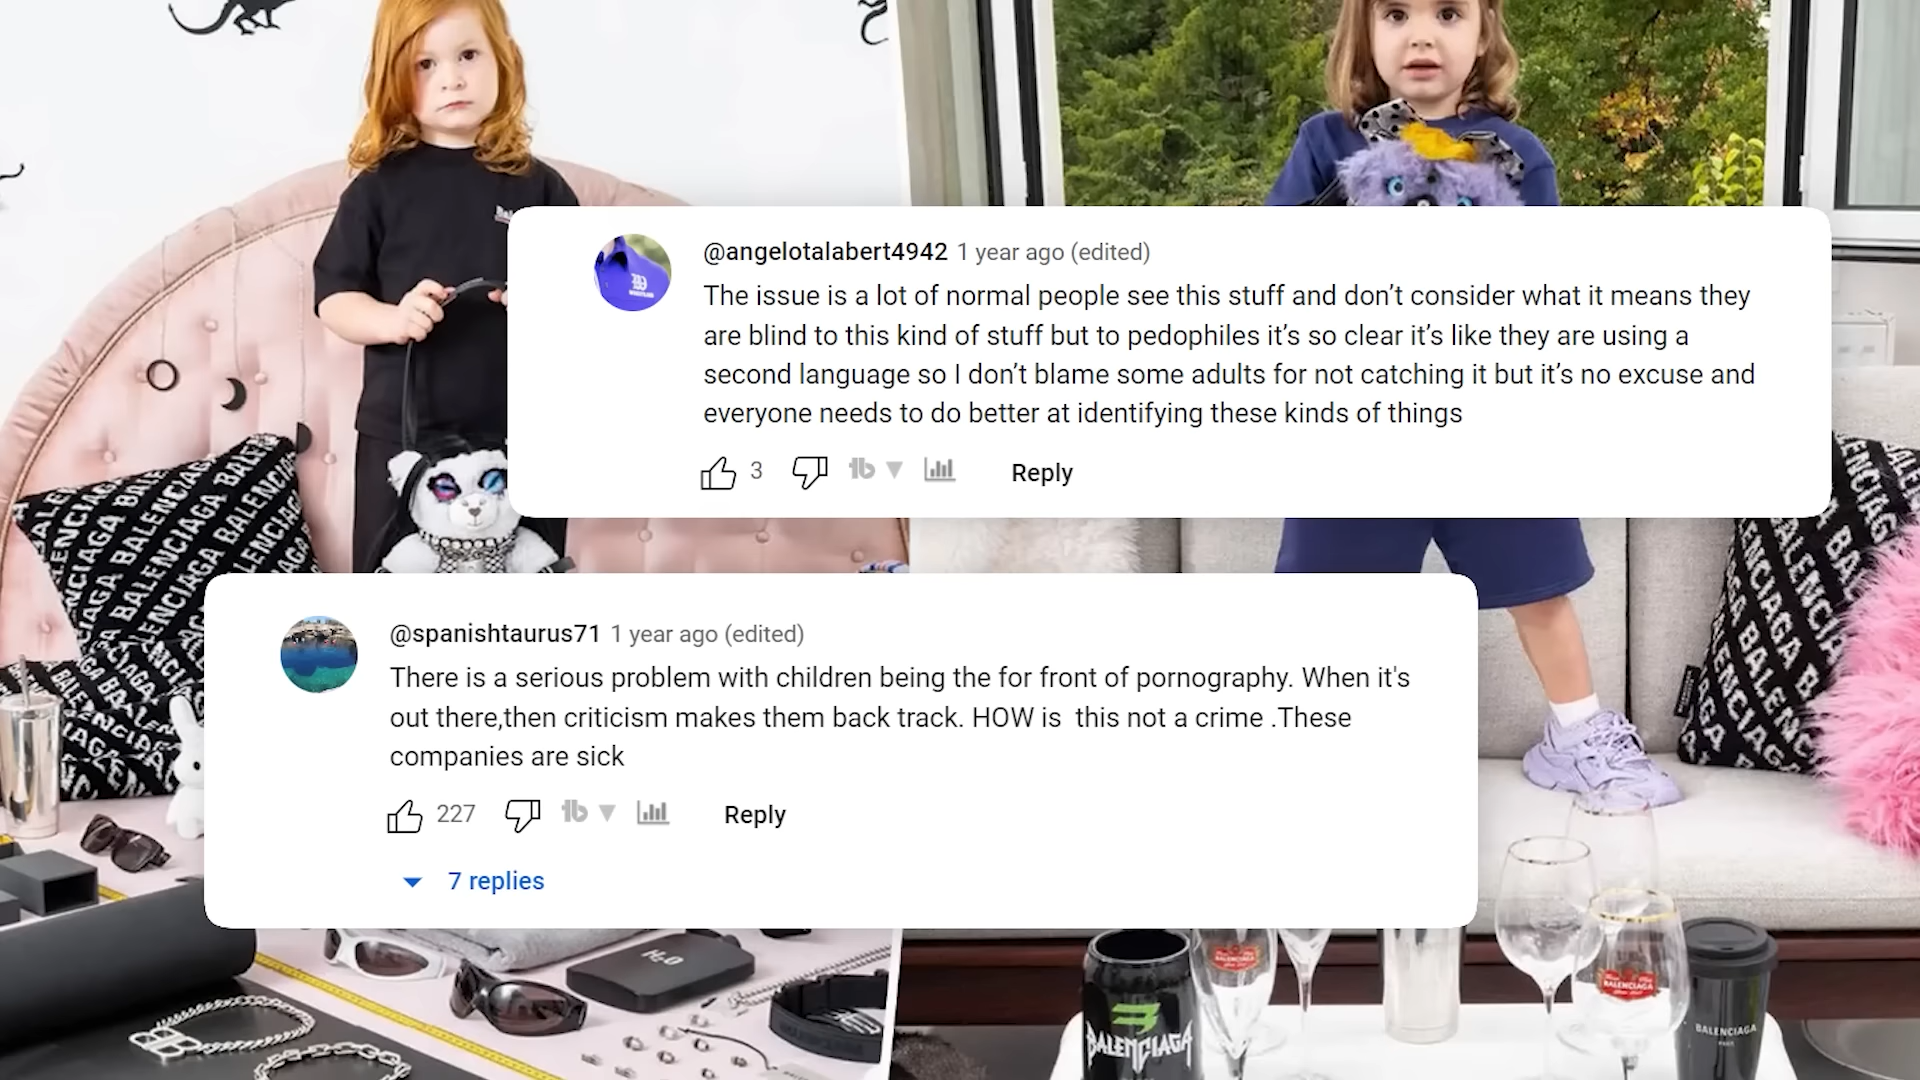 @angelotalabert4942 1 year ago (edited)
The issue is a lot of normal people see this stuff and don’t consider what it means they
are blind to this kind of stuff but to pedophiles it’s so clear it’s like they are using a
second language so I don’t blame some adults for not catching it but it’s no excuse and
everyone needs to do better at identifying these kinds of things
3 Reply
@spanishtaurus71 1 year ago (edited)
There is a serious problem with children being the for front of pornography. When it's
out there,then criticism makes them back track. HOW is  this not a crime .These
companies are sick
227 Reply
7 replies
H₂O
BALENCIAGA
BALENCIAGA
BALENCIAGA
BALENCIAGA